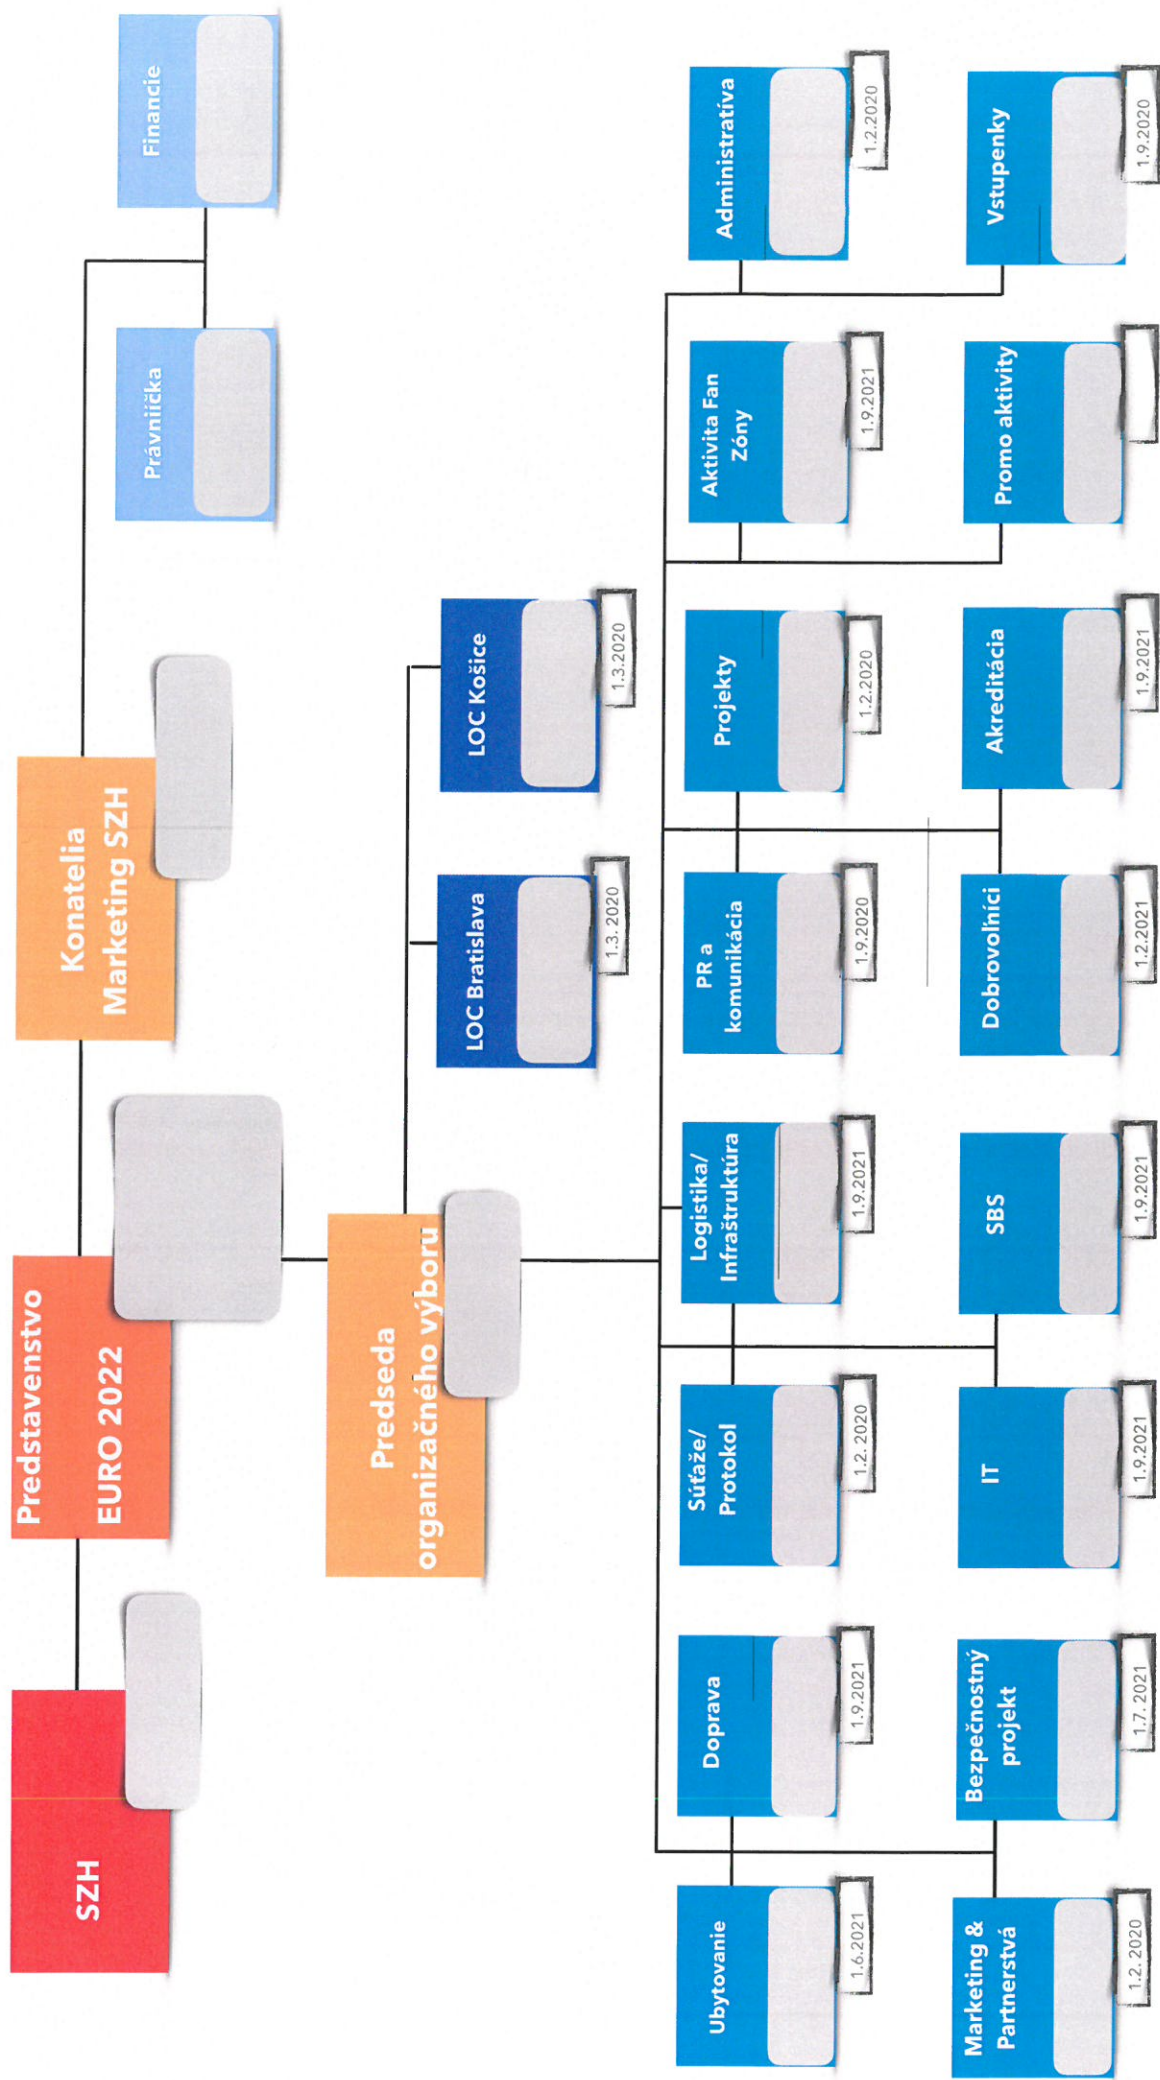 SZH
Predstavenstvo
EURO 2022
Konatelia
Marketing SZH
Právniička
Financie
Predseda
organizačného výboru
LOC Bratislava
1.3. 2020
LOC Košice
1.3.2020
Ubytovanie
1.6.2021
Doprava
1.9.2021
Súťaže/
Protokol
1.2. 2020
Logistika/
Infraštruktúra
1.9.2021
PR a
komunikácia
1.9.2020
Projekty
1.2.2020
Aktivita Fan
Zóny
1.9.2021
Administratíva
1.2.2020
Marketing &
Partnerstvá
1.2. 2020
Bezpečnostný
projekt
1.7. 2021
IT
1.9.2021
SBS
1.9.2021
Dobrovoľníci
1.2.2021
Akreditácia
1.9.2021
Promo aktivity
Vstupenky
1.9.2020